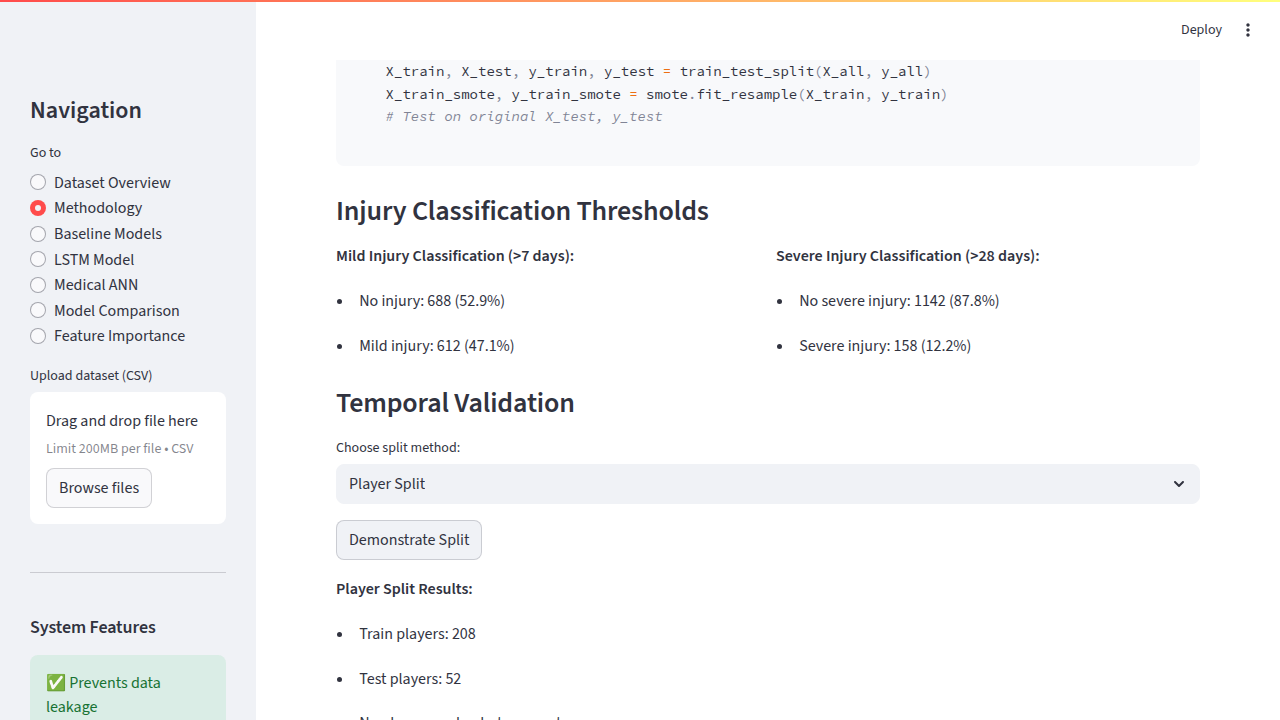 Deploy
Navigation
Go to
Dataset Overview
Methodology
Baseline Models
LSTM Model
Medical ANN
Model Comparison
Feature Importance
Upload dataset (CSV)
Drag and drop file here
Limit 200MB per file • CSV
Browse files
System Features
✅ Prevents data
leakage
X_train, X_test, y_train, y_test = train_test_split(X_all, y_all)
X_train_smote, y_train_smote = smote.fit_resample(X_train, y_train)
# Test on original X_test, y_test
Injury Classification Thresholds
Mild Injury Classification (>7 days):
• No injury: 688 (52.9%)
• Mild injury: 612 (47.1%)
Severe Injury Classification (>28 days):
• No severe injury: 1142 (87.8%)
• Severe injury: 158 (12.2%)
Temporal Validation
Choose split method:
Player Split
Demonstrate Split
Player Split Results:
• Train players: 208
• Test players: 52